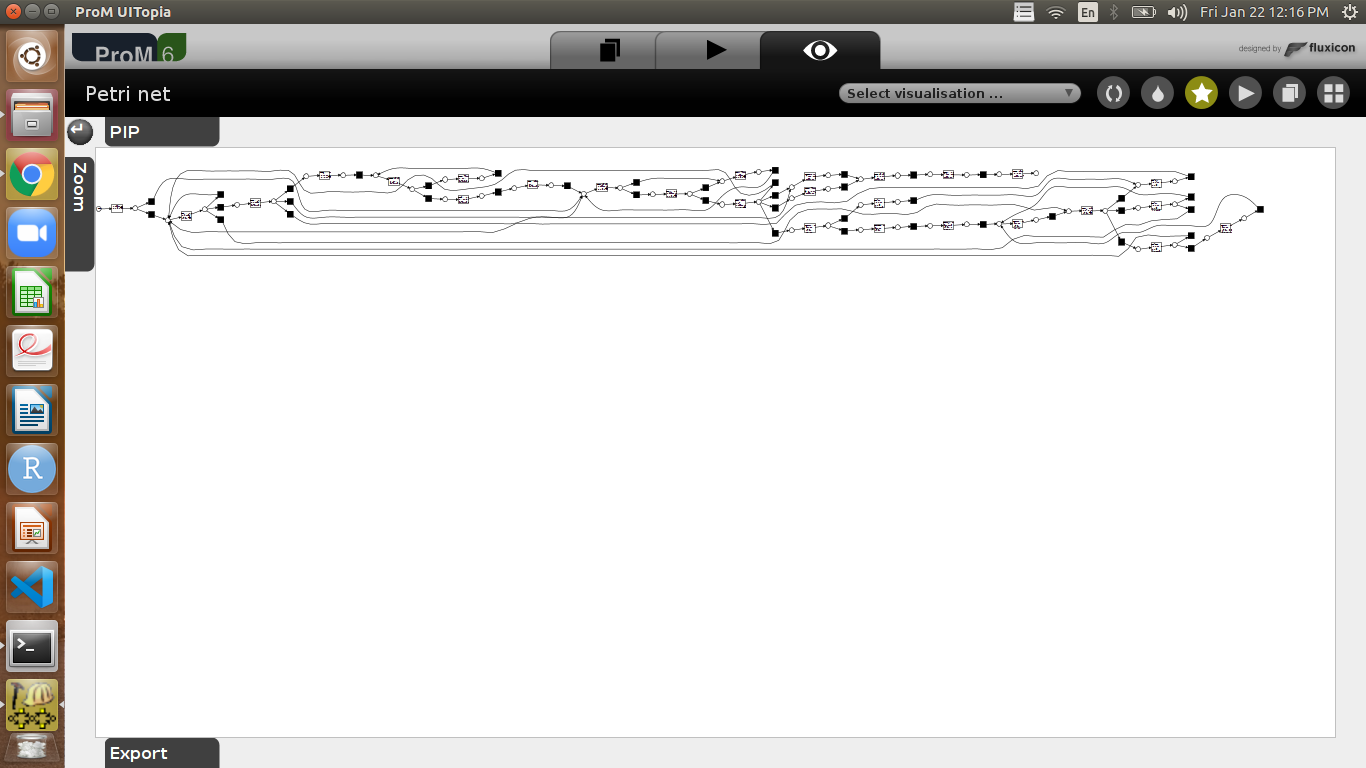 ProM UITopia
En
Fri Jan 22 12:16 PM
ProM 6
designed by fluxicon
Petri net
Select visualisation ...
PIP
Zoom
R
Export